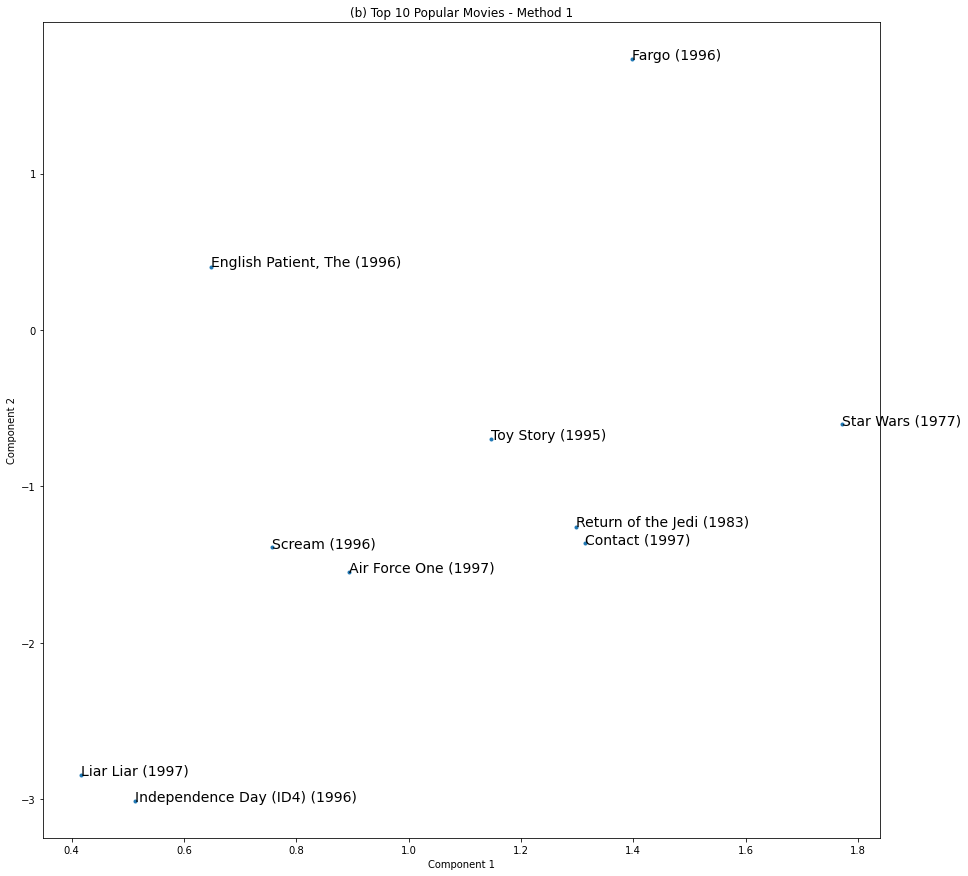 (b) Top 10 Popular Movies - Method 1
Fargo (1996)
1
English Patient, The (1996)
0
Component 2
Star Wars (1977)
Toy Story (1995)
−1
Return of the Jedi (1983)
Contact (1997)
Scream (1996)
Air Force One (1997)
−2
Liar Liar (1997)
Independence Day (ID4) (1996)
−3
0.4 0.6 0.8 1.0 1.2 1.4 1.6 1.8
Component 1